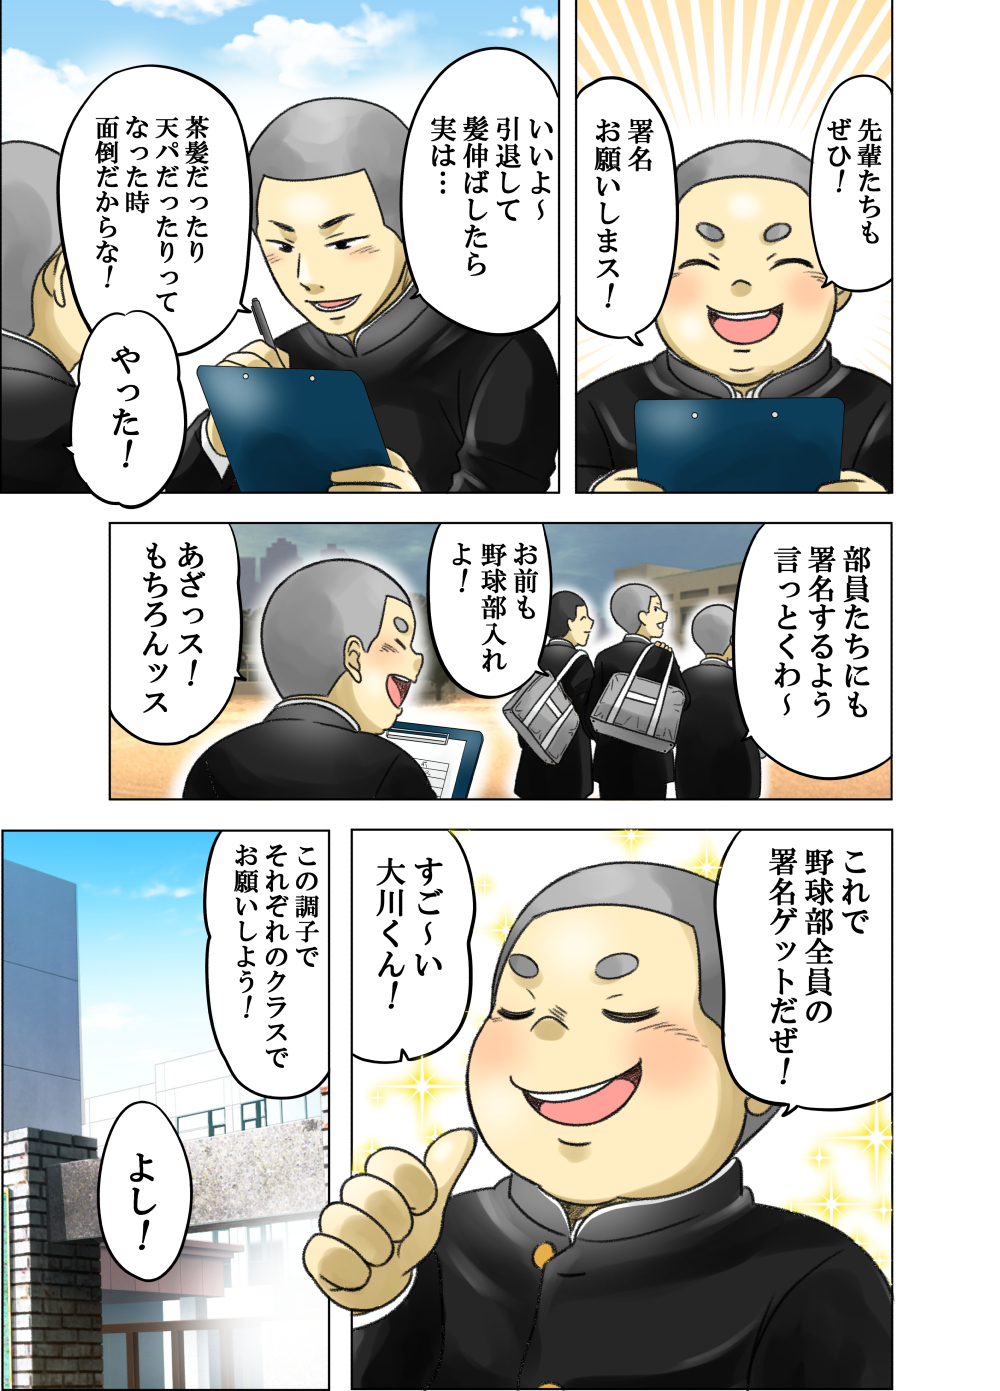 先輩たちも
ぜひ！
署名
お願いしまス！
いいよ～
引退して
髪伸ばしたら
実は…
茶髪だったり
天パだったりって
なった時
面倒だからな！
やった！
部員たちにも
署名するよう
言っとくわ～
お前も
野球部入れ
よ！
あざっス！
もちろんッス
これで
野球部全員の
署名ゲットだぜ！
すご～い
大川くん！
この調子で
それぞれのクラスで
お願いしよう！
よし！